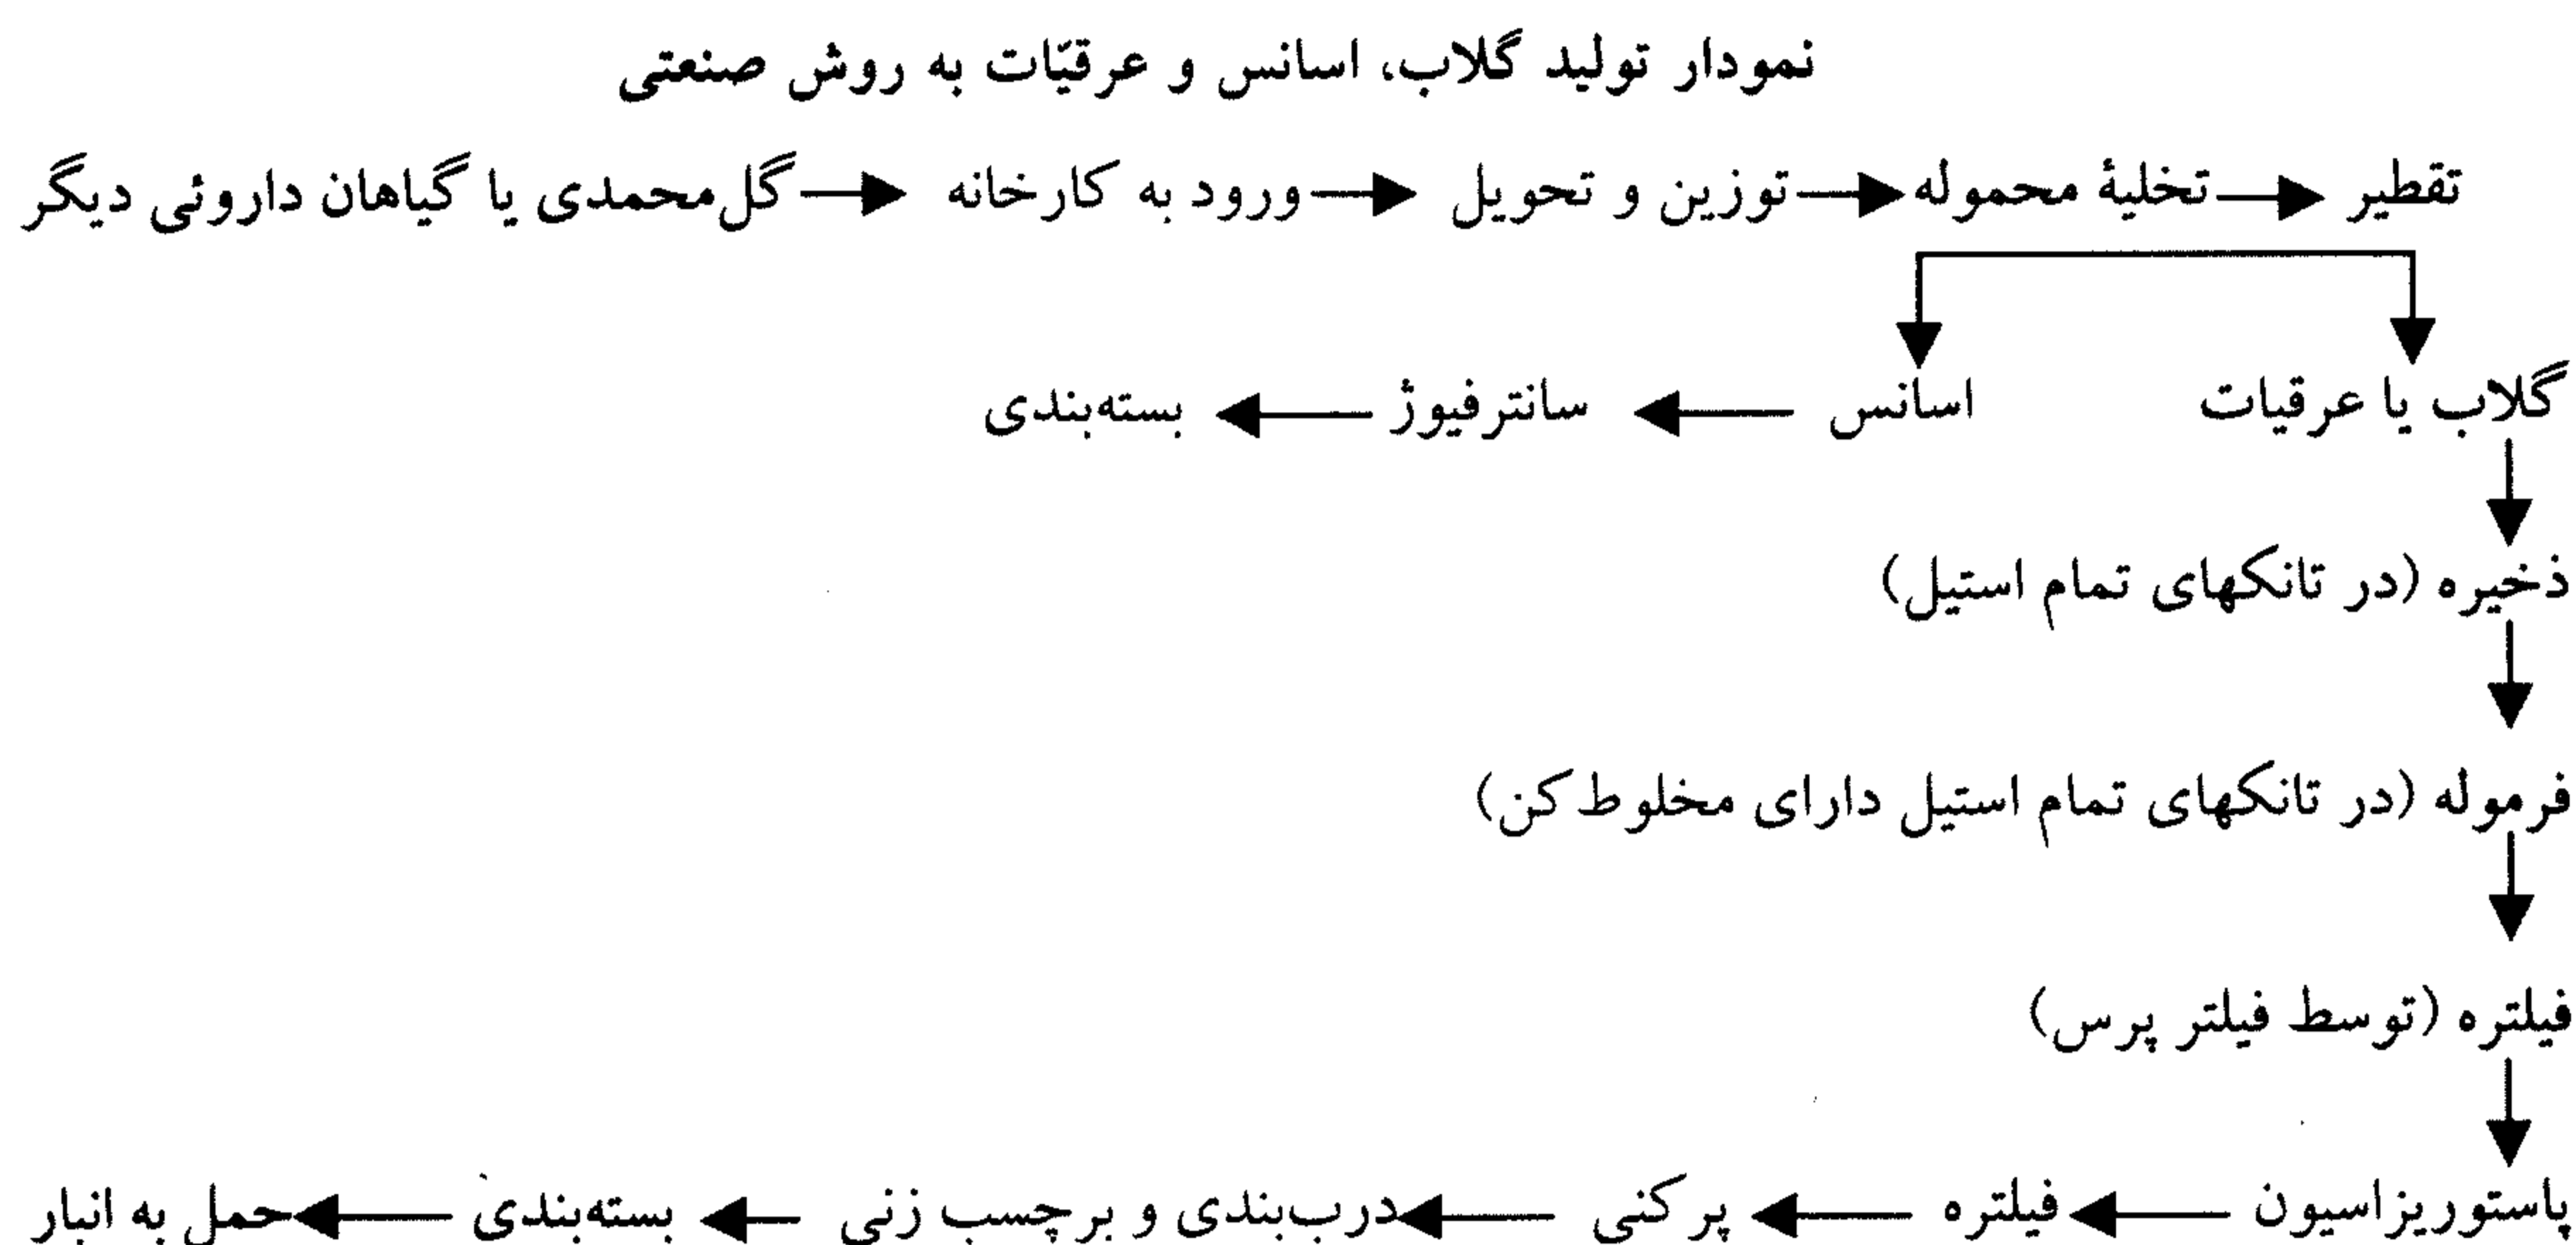 نمودار تولید گلاب، اسانس و عرقیّات به روش صنعتی
گل‌محمدی یا گیاهان داروئی دیگر ورود به کارخانه توزین و تحویل تخلیهٔ محموله تقطیر
گلاب یا عرقیات اسانس سانترفیوژ بسته‌بندی
ذخیره (در تانکهای تمام استیل)
فرموله (در تانکهای تمام استیل دارای مخلوط کن)
فیلتره (توسط فیلتر پرس)
پاستوریزاسیون فیلتره پرکنی درب‌بندی و برچسب زنی بسته‌بندی حمل به انبار